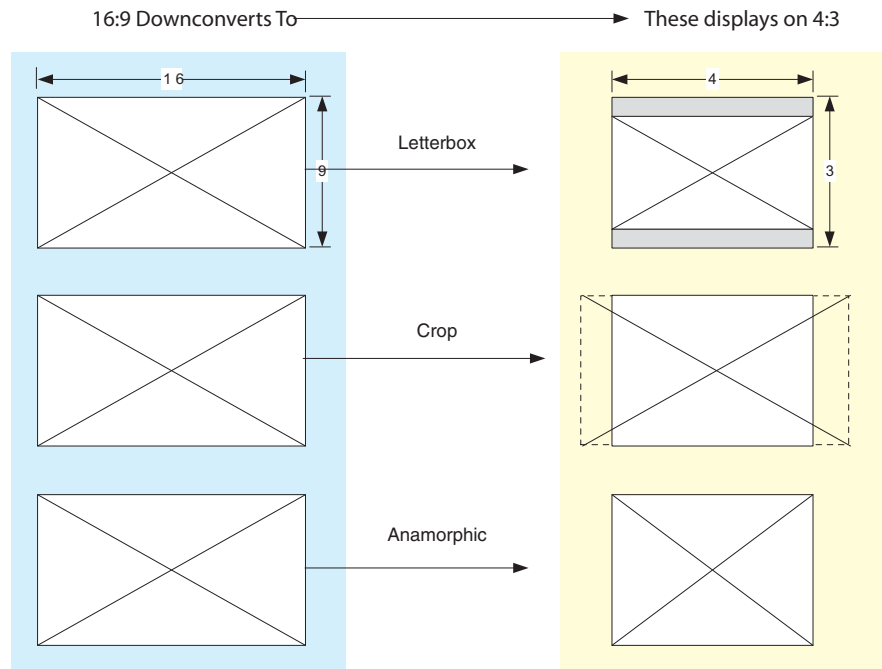 16:9 Downconverts To
These displays on 4:3
1 6
4
9
Letterbox
3
Crop
Anamorphic